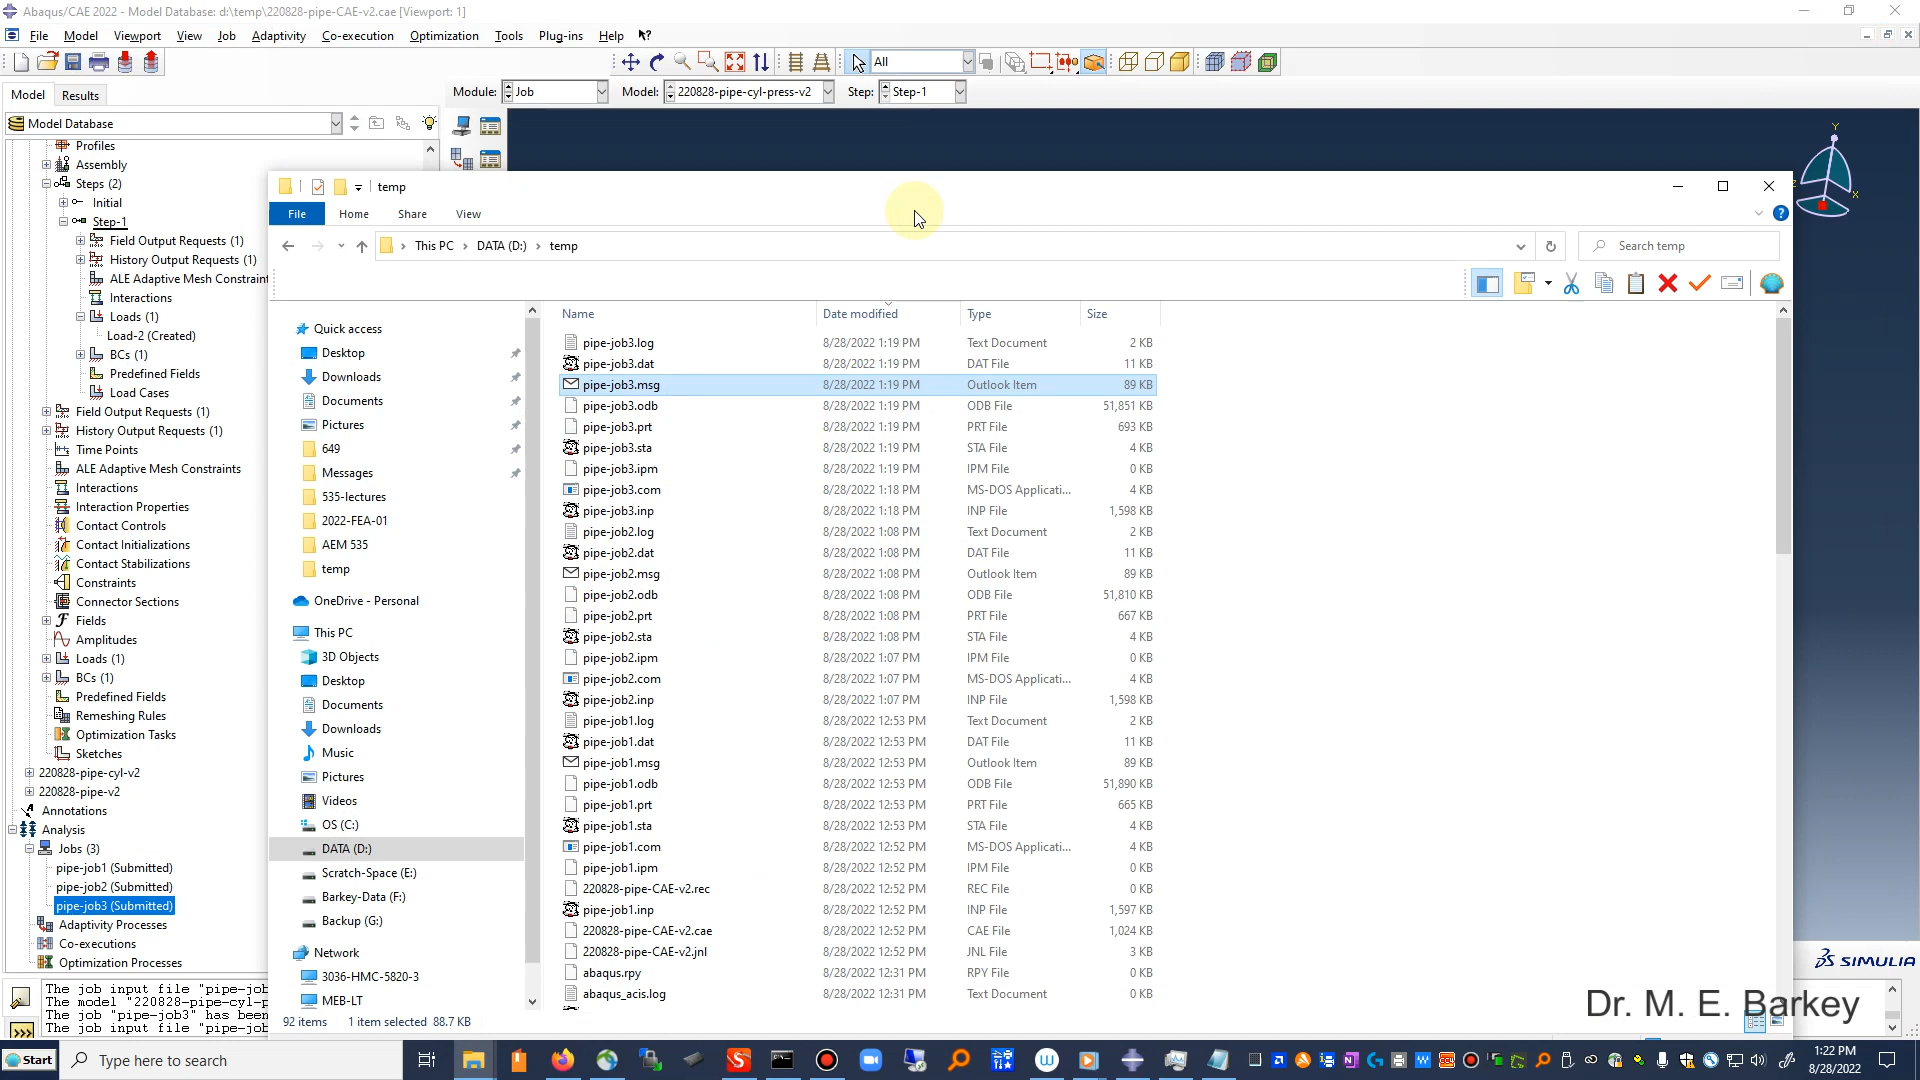 Abaqus/CAE 2022 - Model Database: d:\temp\220828-pipe-CAE-v2.cae [Viewport: 1]
File Model Viewport View Job Adaptivity Co-execution Optimization Tools Plug-ins Help
All
Model Results
Module: Job Model: 220828-pipe-cyl-press-v2 Step: Step-1
Model Database
Profiles
Assembly
Steps (2)
Initial
Step-1
Field Output Requests (1)
History Output Requests (1)
ALE Adaptive Mesh Constraint
Interactions
Loads (1)
Load-2 (Created)
BCs (1)
Predefined Fields
Load Cases
Field Output Requests (1)
History Output Requests (1)
Time Points
ALE Adaptive Mesh Constraints
Interactions
Interaction Properties
Contact Controls
Contact Initializations
Contact Stabilizations
Constraints
Connector Sections
Fields
Amplitudes
Loads (1)
BCs (1)
Predefined Fields
Remeshing Rules
Optimization Tasks
Sketches
220828-pipe-cyl-v2
220828-pipe-v2
Annotations
Analysis
Jobs (3)
pipe-job1 (Submitted)
pipe-job2 (Submitted)
pipe-job3 (Submitted)
Adaptivity Processes
Co-executions
Optimization Processes
The job input file "pipe-job
The model "220828-pipe-cyl-p
The job "pipe-job3" has been
The job input file "pipe-job
temp
File Home Share View
This PC DATA (D:) temp
Search temp
Quick access
Desktop
Downloads
Documents
Pictures
649
Messages
535-lectures
2022-FEA-01
AEM 535
temp
OneDrive - Personal
This PC
3D Objects
Desktop
Documents
Downloads
Music
Pictures
Videos
OS (C:)
DATA (D:)
Scratch-Space (E:)
Barkey-Data (F:)
Backup (G:)
Network
3036-HMC-5820-3
MEB-LT
Name Date modified Type Size
pipe-job3.log 8/28/2022 1:19 PM Text Document 2 KB
pipe-job3.dat 8/28/2022 1:19 PM DAT File 11 KB
pipe-job3.msg 8/28/2022 1:19 PM Outlook Item 89 KB
pipe-job3.odb 8/28/2022 1:19 PM ODB File 51,851 KB
pipe-job3.prt 8/28/2022 1:19 PM PRT File 693 KB
pipe-job3.sta 8/28/2022 1:19 PM STA File 4 KB
pipe-job3.ipm 8/28/2022 1:19 PM IPM File 0 KB
pipe-job3.com 8/28/2022 1:18 PM MS-DOS Applicati... 4 KB
pipe-job3.inp 8/28/2022 1:18 PM INP File 1,598 KB
pipe-job2.log 8/28/2022 1:08 PM Text Document 2 KB
pipe-job2.dat 8/28/2022 1:08 PM DAT File 11 KB
pipe-job2.msg 8/28/2022 1:08 PM Outlook Item 89 KB
pipe-job2.odb 8/28/2022 1:08 PM ODB File 51,810 KB
pipe-job2.prt 8/28/2022 1:08 PM PRT File 667 KB
pipe-job2.sta 8/28/2022 1:08 PM STA File 4 KB
pipe-job2.ipm 8/28/2022 1:07 PM IPM File 0 KB
pipe-job2.com 8/28/2022 1:07 PM MS-DOS Applicati... 4 KB
pipe-job2.inp 8/28/2022 1:07 PM INP File 1,598 KB
pipe-job1.log 8/28/2022 12:53 PM Text Document 2 KB
pipe-job1.dat 8/28/2022 12:53 PM DAT File 11 KB
pipe-job1.msg 8/28/2022 12:53 PM Outlook Item 89 KB
pipe-job1.odb 8/28/2022 12:53 PM ODB File 51,890 KB
pipe-job1.prt 8/28/2022 12:53 PM PRT File 665 KB
pipe-job1.sta 8/28/2022 12:53 PM STA File 4 KB
pipe-job1.com 8/28/2022 12:52 PM MS-DOS Applicati... 4 KB
pipe-job1.ipm 8/28/2022 12:52 PM IPM File 0 KB
220828-pipe-CAE-v2.rec 8/28/2022 12:52 PM REC File 0 KB
pipe-job1.inp 8/28/2022 12:52 PM INP File 1,597 KB
220828-pipe-CAE-v2.cae 8/28/2022 12:52 PM CAE File 1,024 KB
220828-pipe-CAE-v2.jnl 8/28/2022 12:52 PM JNL File 3 KB
abaqus.rpy 8/28/2022 12:31 PM RPY File 0 KB
abaqus_acis.log 8/28/2022 12:31 PM Text Document 0 KB
92 items 1 item selected 88.7 KB
Y
X
SIMULIA
Dr. M. E. Barkey
Start Type here to search
1:22 PM
8/28/2022